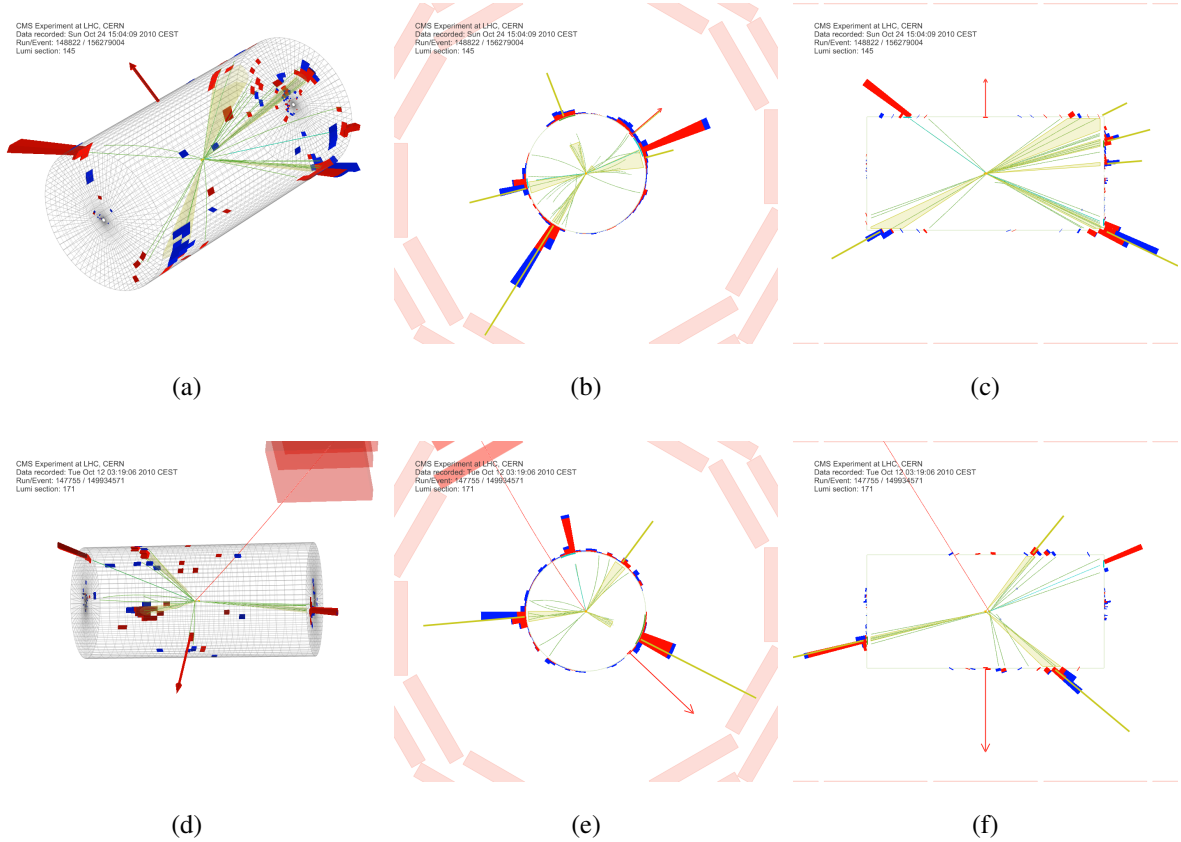 CMS Experiment at LHC, CERN
Data recorded: Sun Oct 24 15:04:09 2010 CEST
Run/Event: 148822 / 156279004
Lumi section: 145
CMS Experiment at LHC, CERN
Data recorded: Sun Oct 24 15:04:09 2010 CEST
Run/Event: 148822 / 156279004
Lumi section: 145
CMS Experiment at LHC, CERN
Data recorded: Sun Oct 24 15:04:09 2010 CEST
Run/Event: 148822 / 156279004
Lumi section: 145
(a)
(b)
(c)
CMS Experiment at LHC, CERN
Data recorded: Tue Oct 12 03:19:06 2010 CEST
Run/Event: 147755 / 149934571
Lumi section: 171
CMS Experiment at LHC, CERN
Data recorded: Tue Oct 12 03:19:06 2010 CEST
Run/Event: 147755 / 149934571
Lumi section: 171
CMS Experiment at LHC, CERN
Data recorded: Tue Oct 12 03:19:06 2010 CEST
Run/Event: 147755 / 149934571
Lumi section: 171
(d)
(e)
(f)